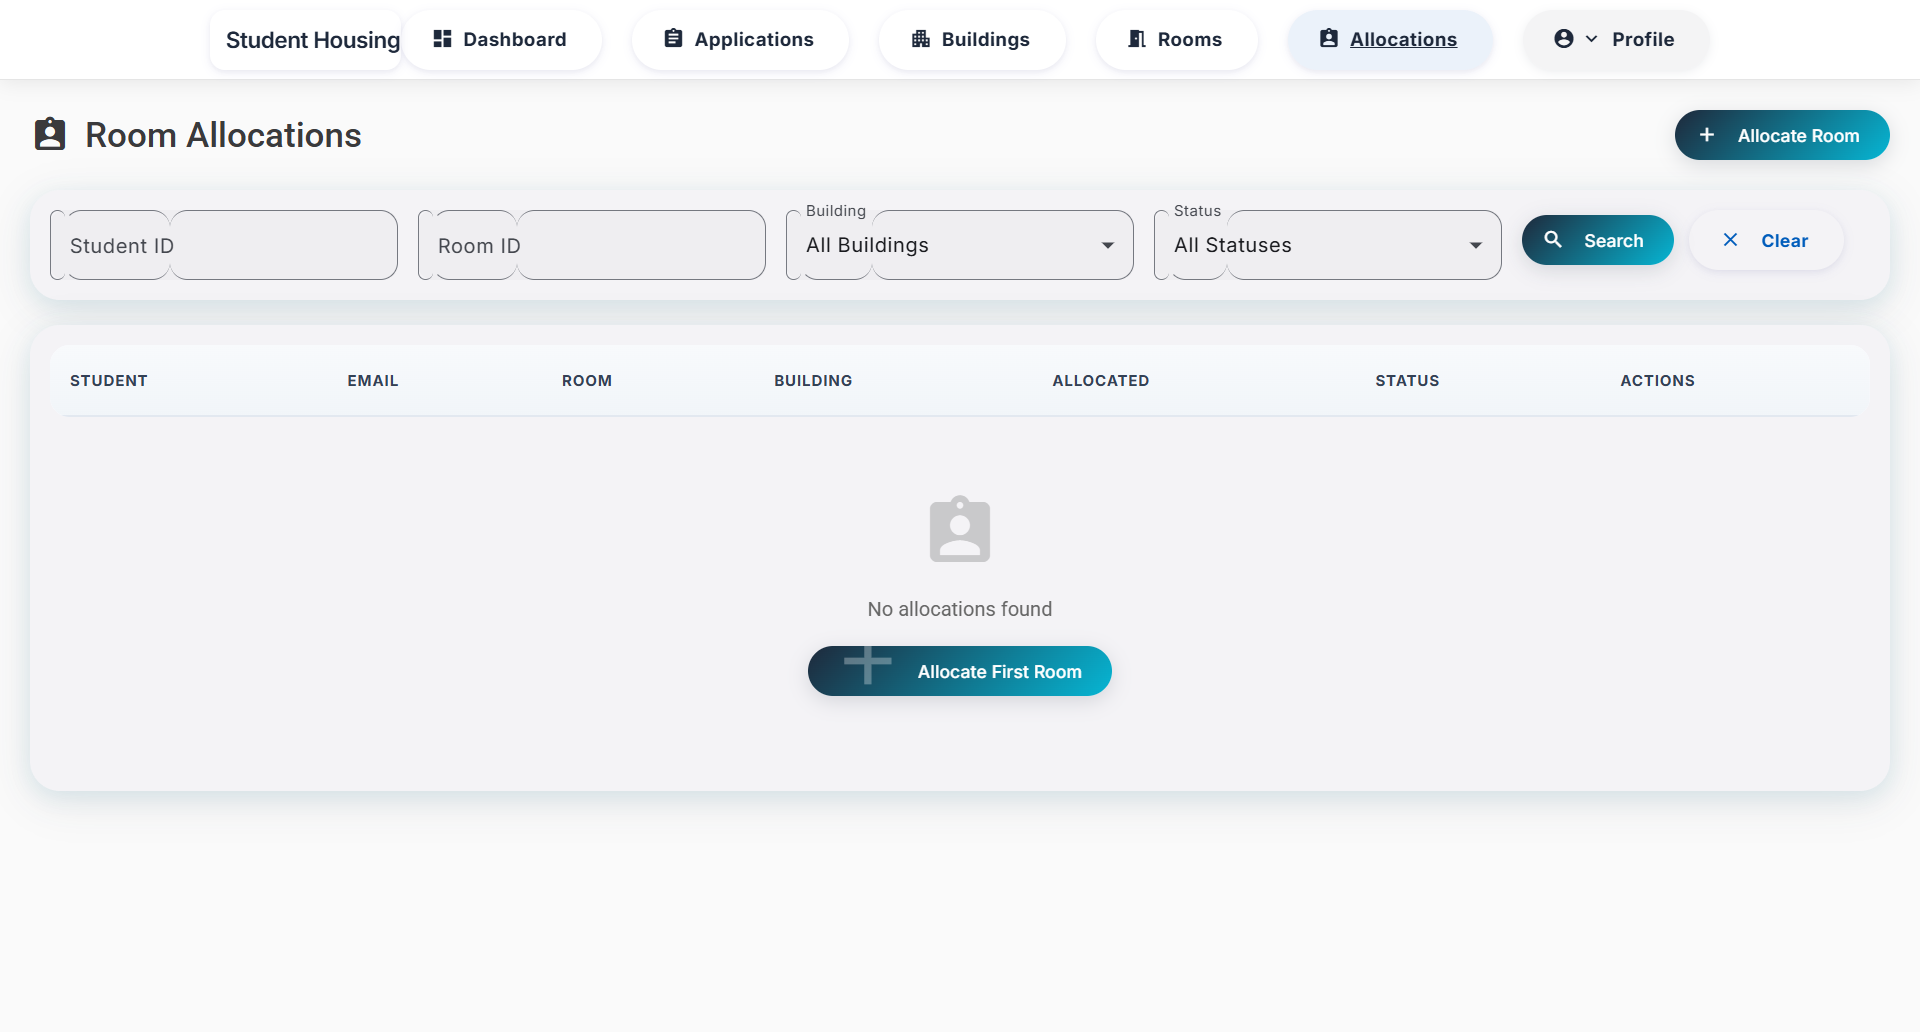 Student Housing
Dashboard
Applications
Buildings
Rooms
Allocations
Profile
Room Allocations
Allocate Room
Student ID
Room ID
Building
All Buildings
Status
All Statuses
Search
Clear
STUDENT EMAIL ROOM BUILDING ALLOCATED STATUS ACTIONS
No allocations found
Allocate First Room